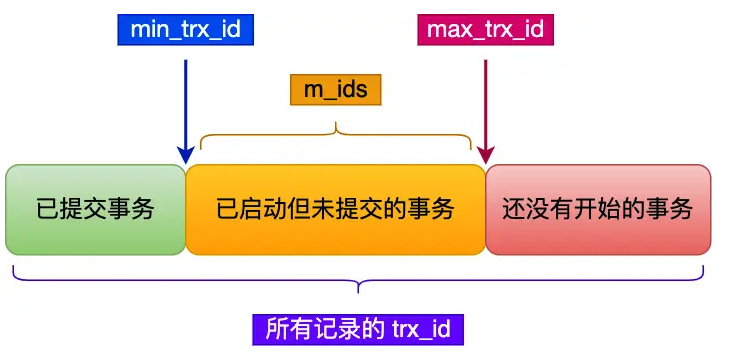 min_trx_id
max_trx_id
m_ids
已提交事务
已启动但未提交的事务
还没有开始的事务
所有记录的 trx_id